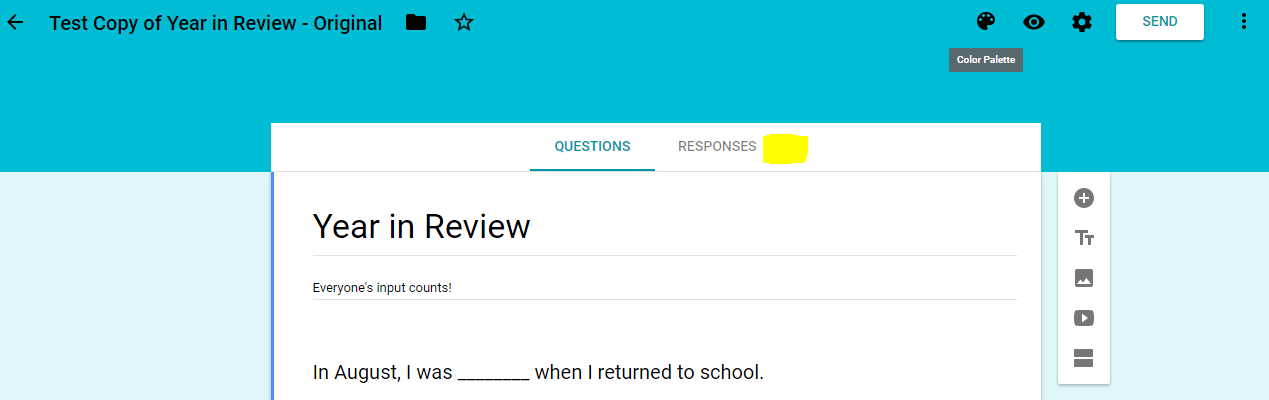 Test Copy of Year in Review - Original
SEND
Color Palette
QUESTIONS RESPONSES
Year in Review
Everyone's input counts!
In August, I was ________ when I returned to school.